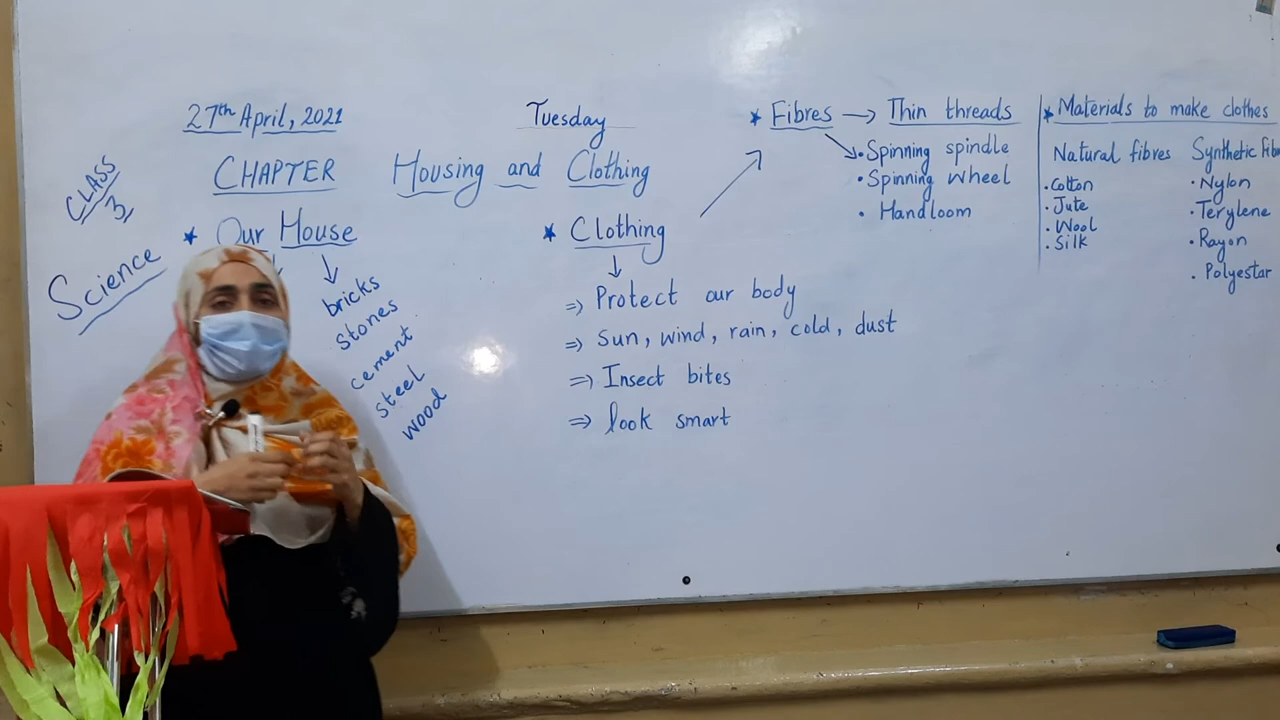 27th April, 2021
Tuesday
CLASS 3
Science
CHAPTER Housing and Clothing
* Our House
bricks
stones
cement
steel
wood
* Clothing
⇒ Protect our body
⇒ Sun, wind, rain, cold, dust
⇒ Insect bites
⇒ look smart
* Fibres → Thin threads
• Spinning spindle
• Spinning wheel
• Handloom
* Materials to make clothes
Natural fibres
• Cotton
• Jute
• Wool
• Silk
Synthetic Fib
• Nylon
• Terylene
• Rayon
• Polyestar